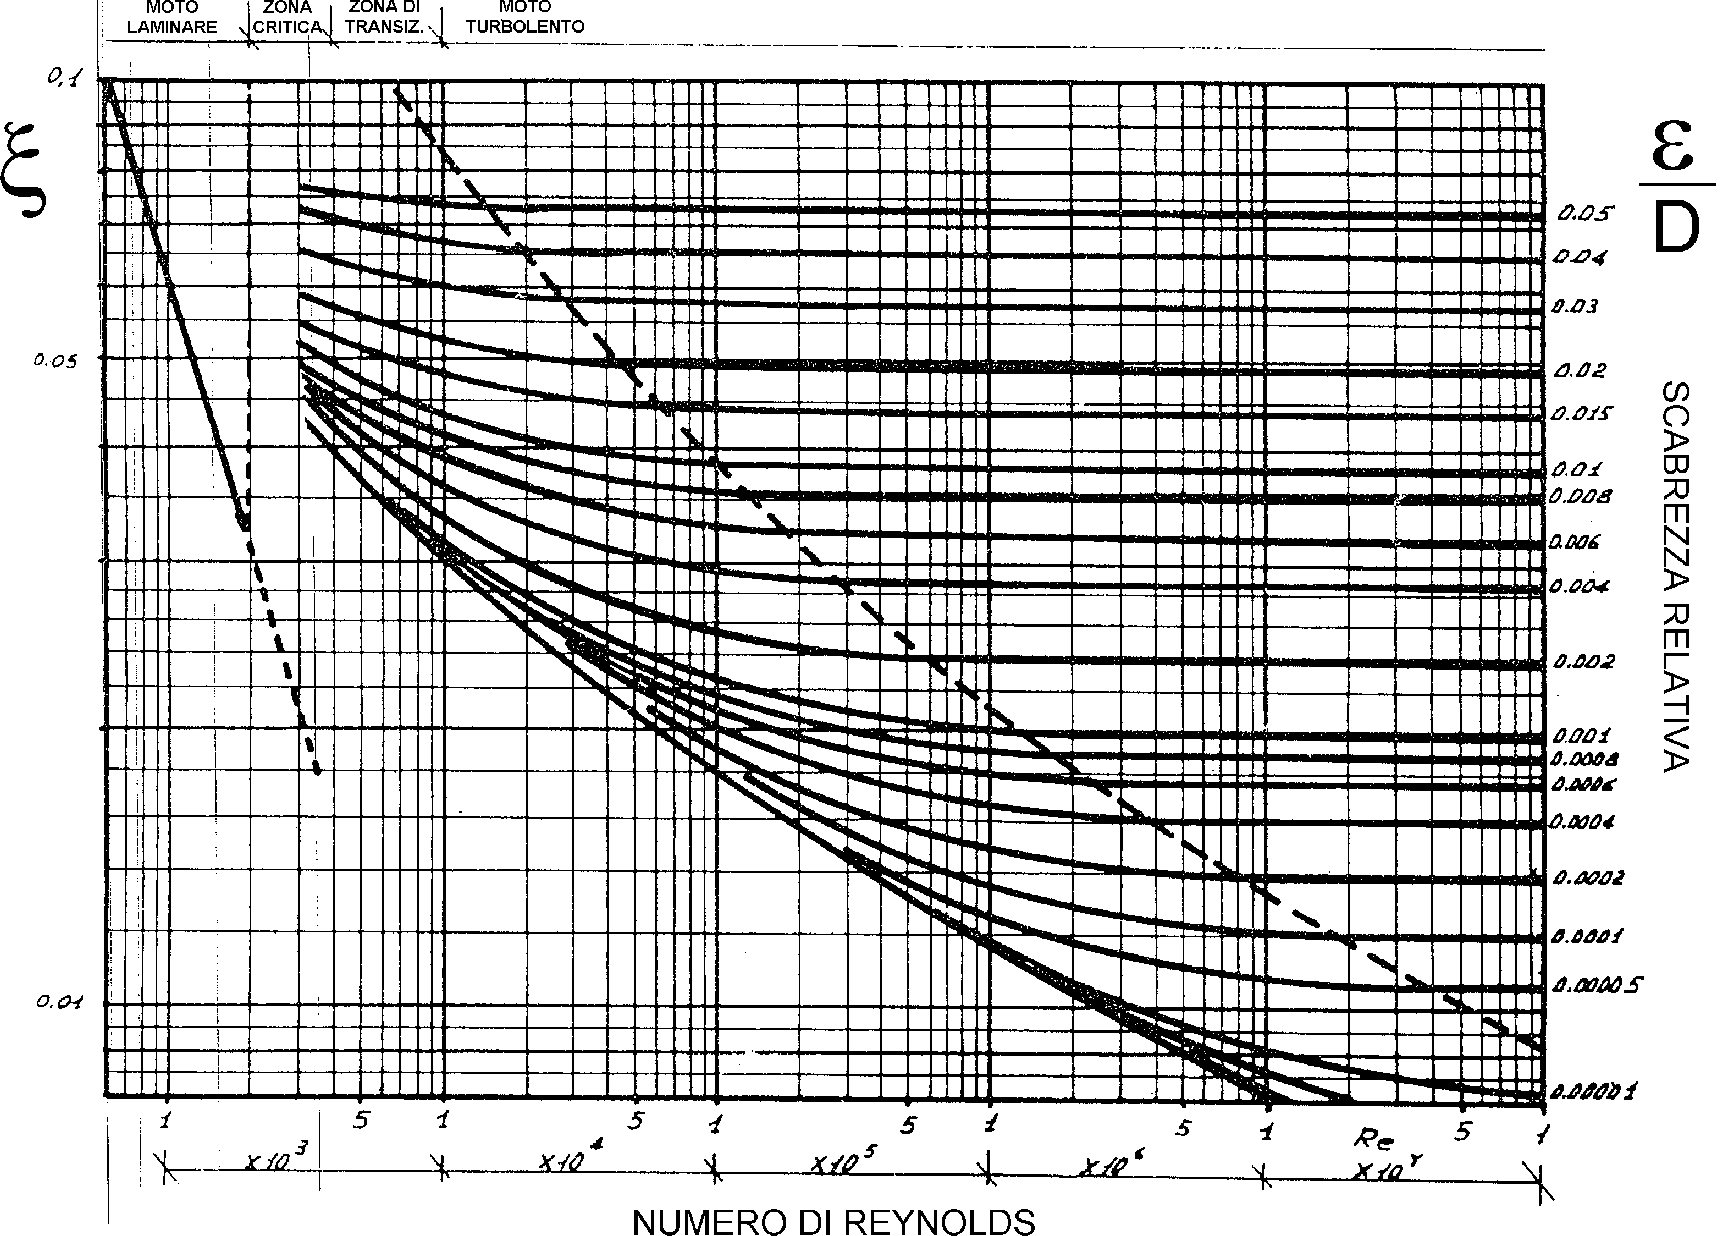 MOTO LAMINARE
ZONA CRITICA
ZONA DI TRANSIZ.
MOTO TURBOLENTO
0,1
ξ
0.05
0.01
ε
D
SCABREZZA RELATIVA
0.05
0.04
0.03
0.02
0.015
0.01
0.008
0.006
0.004
0.002
0.001
0.0008
0.0006
0.0004
0.0002
0.0001
0.00005
0.00001
1 5 1 5 1 5 1 5 1 Re 5 1
x10³ x10⁴ x10⁵ x10⁶ x10⁷
NUMERO DI REYNOLDS